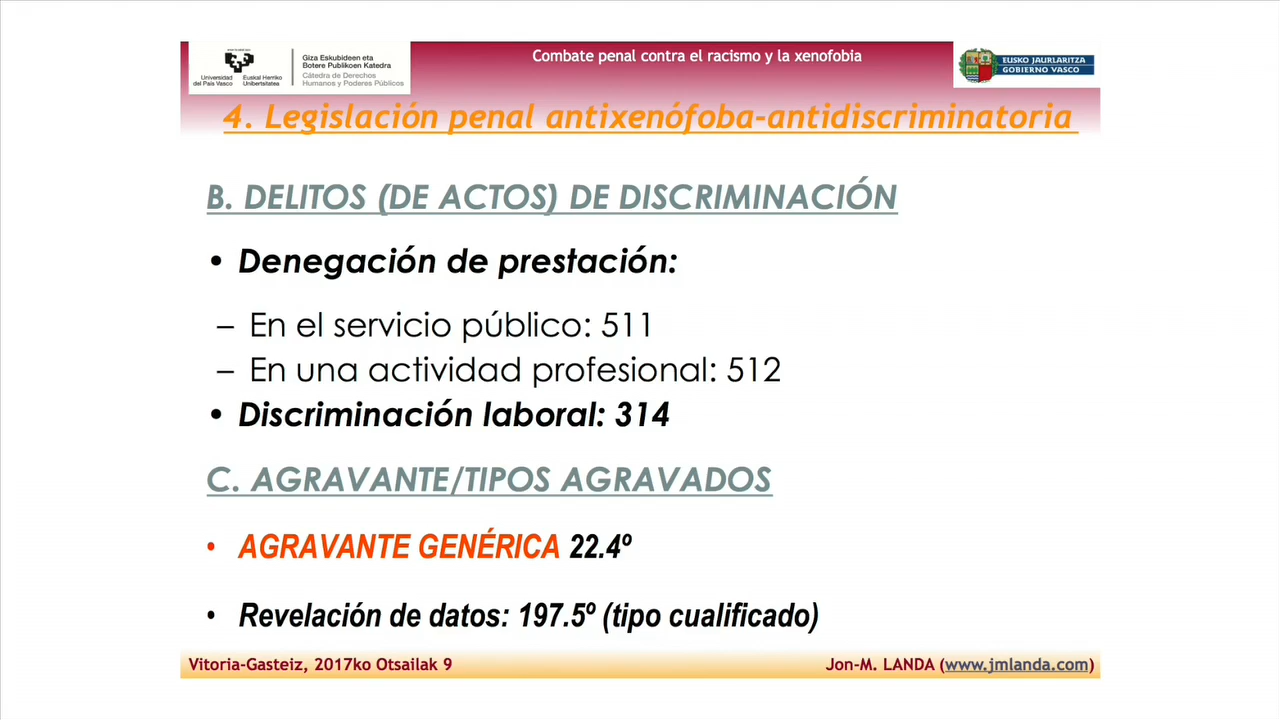 Combate penal contra el racismo y la xenofobia
Universidad del País Vasco
Euskal Herriko Unibertsitatea
Giza Eskubideen eta
Botere Publikoen Katedra
Cátedra de Derechos
Humanos y Poderes Públicos
EUSKO JAURLARITZA
GOBIERNO VASCO
4. Legislación penal antixenófoba-antidiscriminatoria
B. DELITOS (DE ACTOS) DE DISCRIMINACIÓN
• Denegación de prestación:
– En el servicio público: 511
– En una actividad profesional: 512
• Discriminación laboral: 314
C. AGRAVANTE/TIPOS AGRAVADOS
• AGRAVANTE GENÉRICA 22.4º
• Revelación de datos: 197.5º (tipo cualificado)
Vitoria-Gasteiz, 2017ko Otsailak 9
Jon-M. LANDA (www.jmlanda.com)